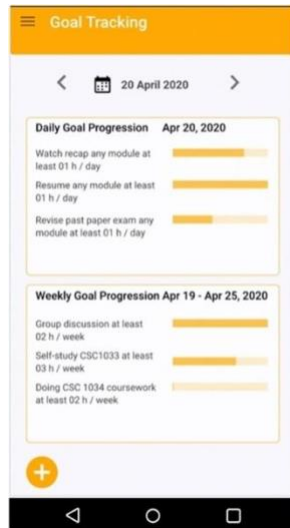 Goal Tracking
20 April 2020
Daily Goal Progression Apr 20, 2020
Watch recap any module at
least 01 h / day
Resume any module at least
01 h / day
Revise past paper exam any
module at least 01 h / day
Weekly Goal Progression Apr 19 - Apr 25, 2020
Group discussion at least
02 h / week
Self-study CSC1033 at least
03 h / week
Doing CSC 1034 coursework
at least 02 h / week